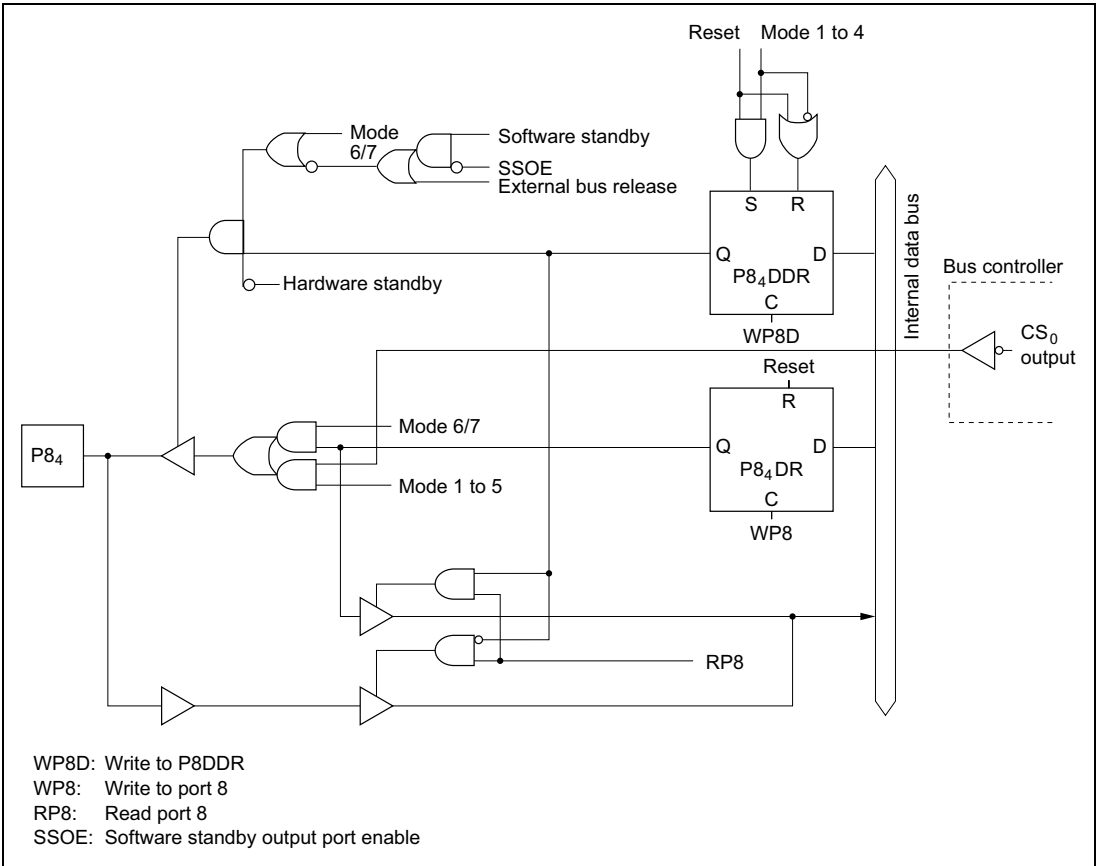 Reset Mode 1 to 4
Mode
6/7
Software standby
SSOE
External bus release
S R
Q D
P84DDR
C
WP8D
Hardware standby
Internal data bus
Bus controller
CS0
output
Reset
R
Mode 6/7
Q D
P84DR
C
WP8
P84
Mode 1 to 5
RP8
WP8D: Write to P8DDR
WP8: Write to port 8
RP8: Read port 8
SSOE: Software standby output port enable